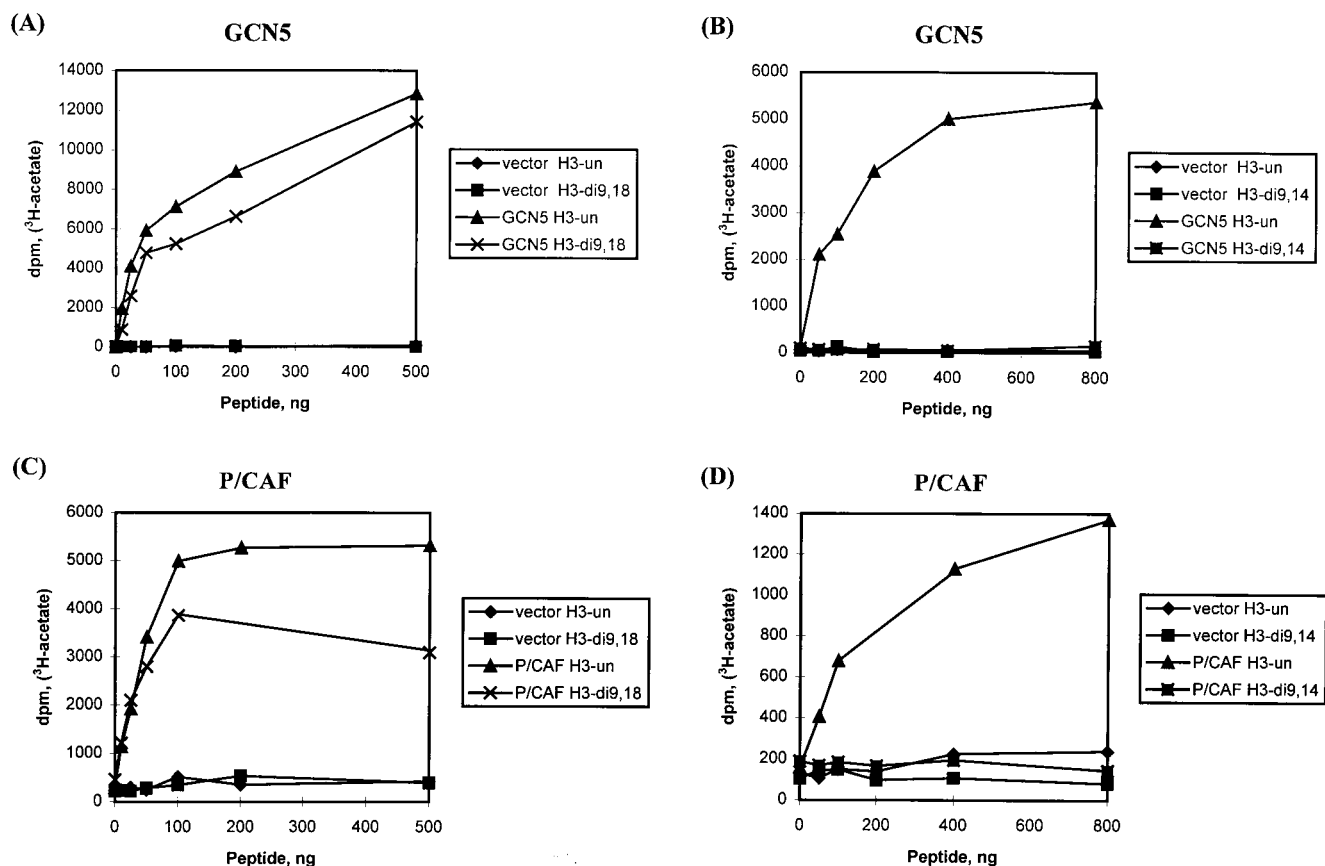 (A)
GCN5
14000
12000
10000
8000
6000
4000
2000
0
dpm, (³H-acetate)
0 100 200 300 400 500
Peptide, ng
vector H3-un
vector H3-di9,18
GCN5 H3-un
GCN5 H3-di9,18
(B)
GCN5
6000
5000
4000
3000
2000
1000
0
dpm, (³H-acetate)
0 200 400 600 800
Peptide, ng
vector H3-un
vector H3-di9,14
GCN5 H3-un
GCN5 H3-di9,14
(C)
P/CAF
6000
5000
4000
3000
2000
1000
0
dpm, (³H-acetate)
0 100 200 300 400 500
Peptide, ng
vector H3-un
vector H3-di9,18
P/CAF H3-un
P/CAF H3-di9,18
(D)
P/CAF
1400
1200
1000
800
600
400
200
0
dpm, (³H-acetate)
0 200 400 600 800
Peptide, ng
vector H3-un
vector H3-di9,14
P/CAF H3-un
P/CAF H3-di9,14